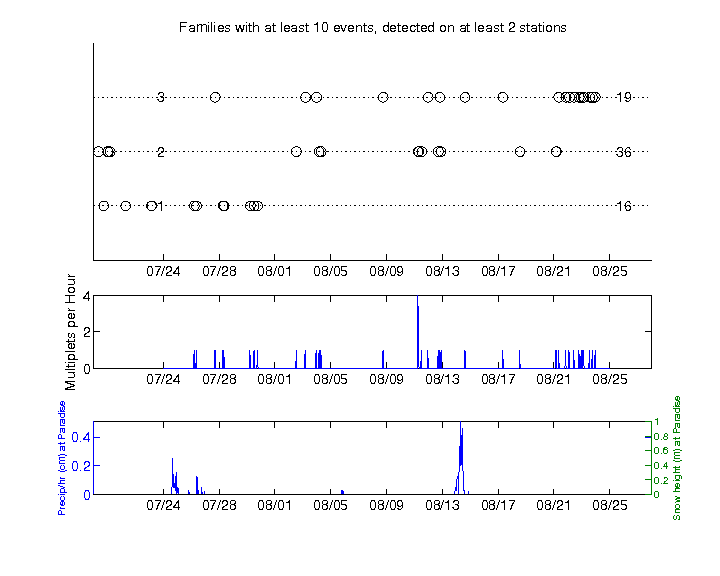 Families with at least 10 events, detected on at least 2 stations
3 19
2 36
1 16
07/24 07/28 08/01 08/05 08/09 08/13 08/17 08/21 08/25
Multiplets per Hour
4
2
0
07/24 07/28 08/01 08/05 08/09 08/13 08/17 08/21 08/25
Precip/hr (cm) at Paradise
0.4
0.2
0
1
0.8
0.6
0.4
0.2
0
Snow height (m) at Paradise
07/24 07/28 08/01 08/05 08/09 08/13 08/17 08/21 08/25